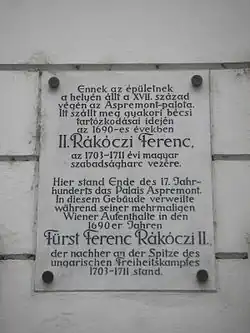 Ennek az épületnek
a helyén állt a XVII. század
végén az Aspremont-palota.
Itt szállt meg gyakori bécsi
tartózkodásai idején
az 1690-es években
II. Rákóczi Ferenc,
az 1703-1711 évi magyar
szabadságharc vezére.
Hier stand Ende des 17. Jahr-
hunderts das Palais Aspremont.
In diesem Gebäude verweilte
während seiner mehrmaligen
Wiener Aufenthalte in den
1690er Jahren
Fürst Ferenc Rákóczi II.,
der nachher an der Spitze des
ungarischen Freiheitskampfes
1703-1711 stand.